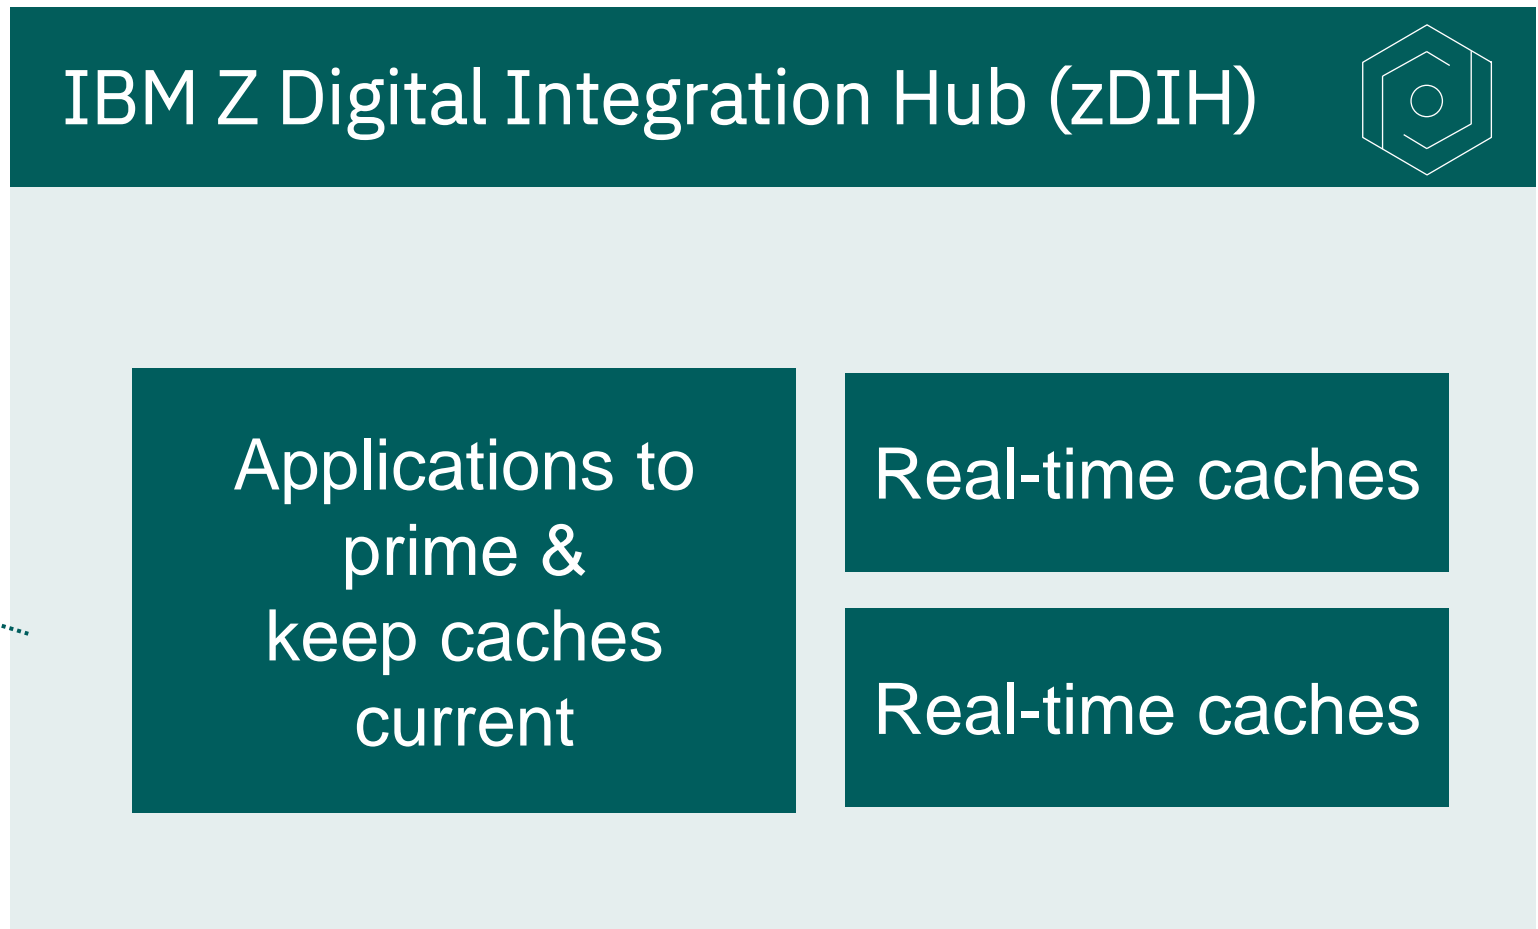 IBM Z Digital Integration Hub (zDIH)
Applications to
prime &
keep caches
current
Real-time caches
Real-time caches